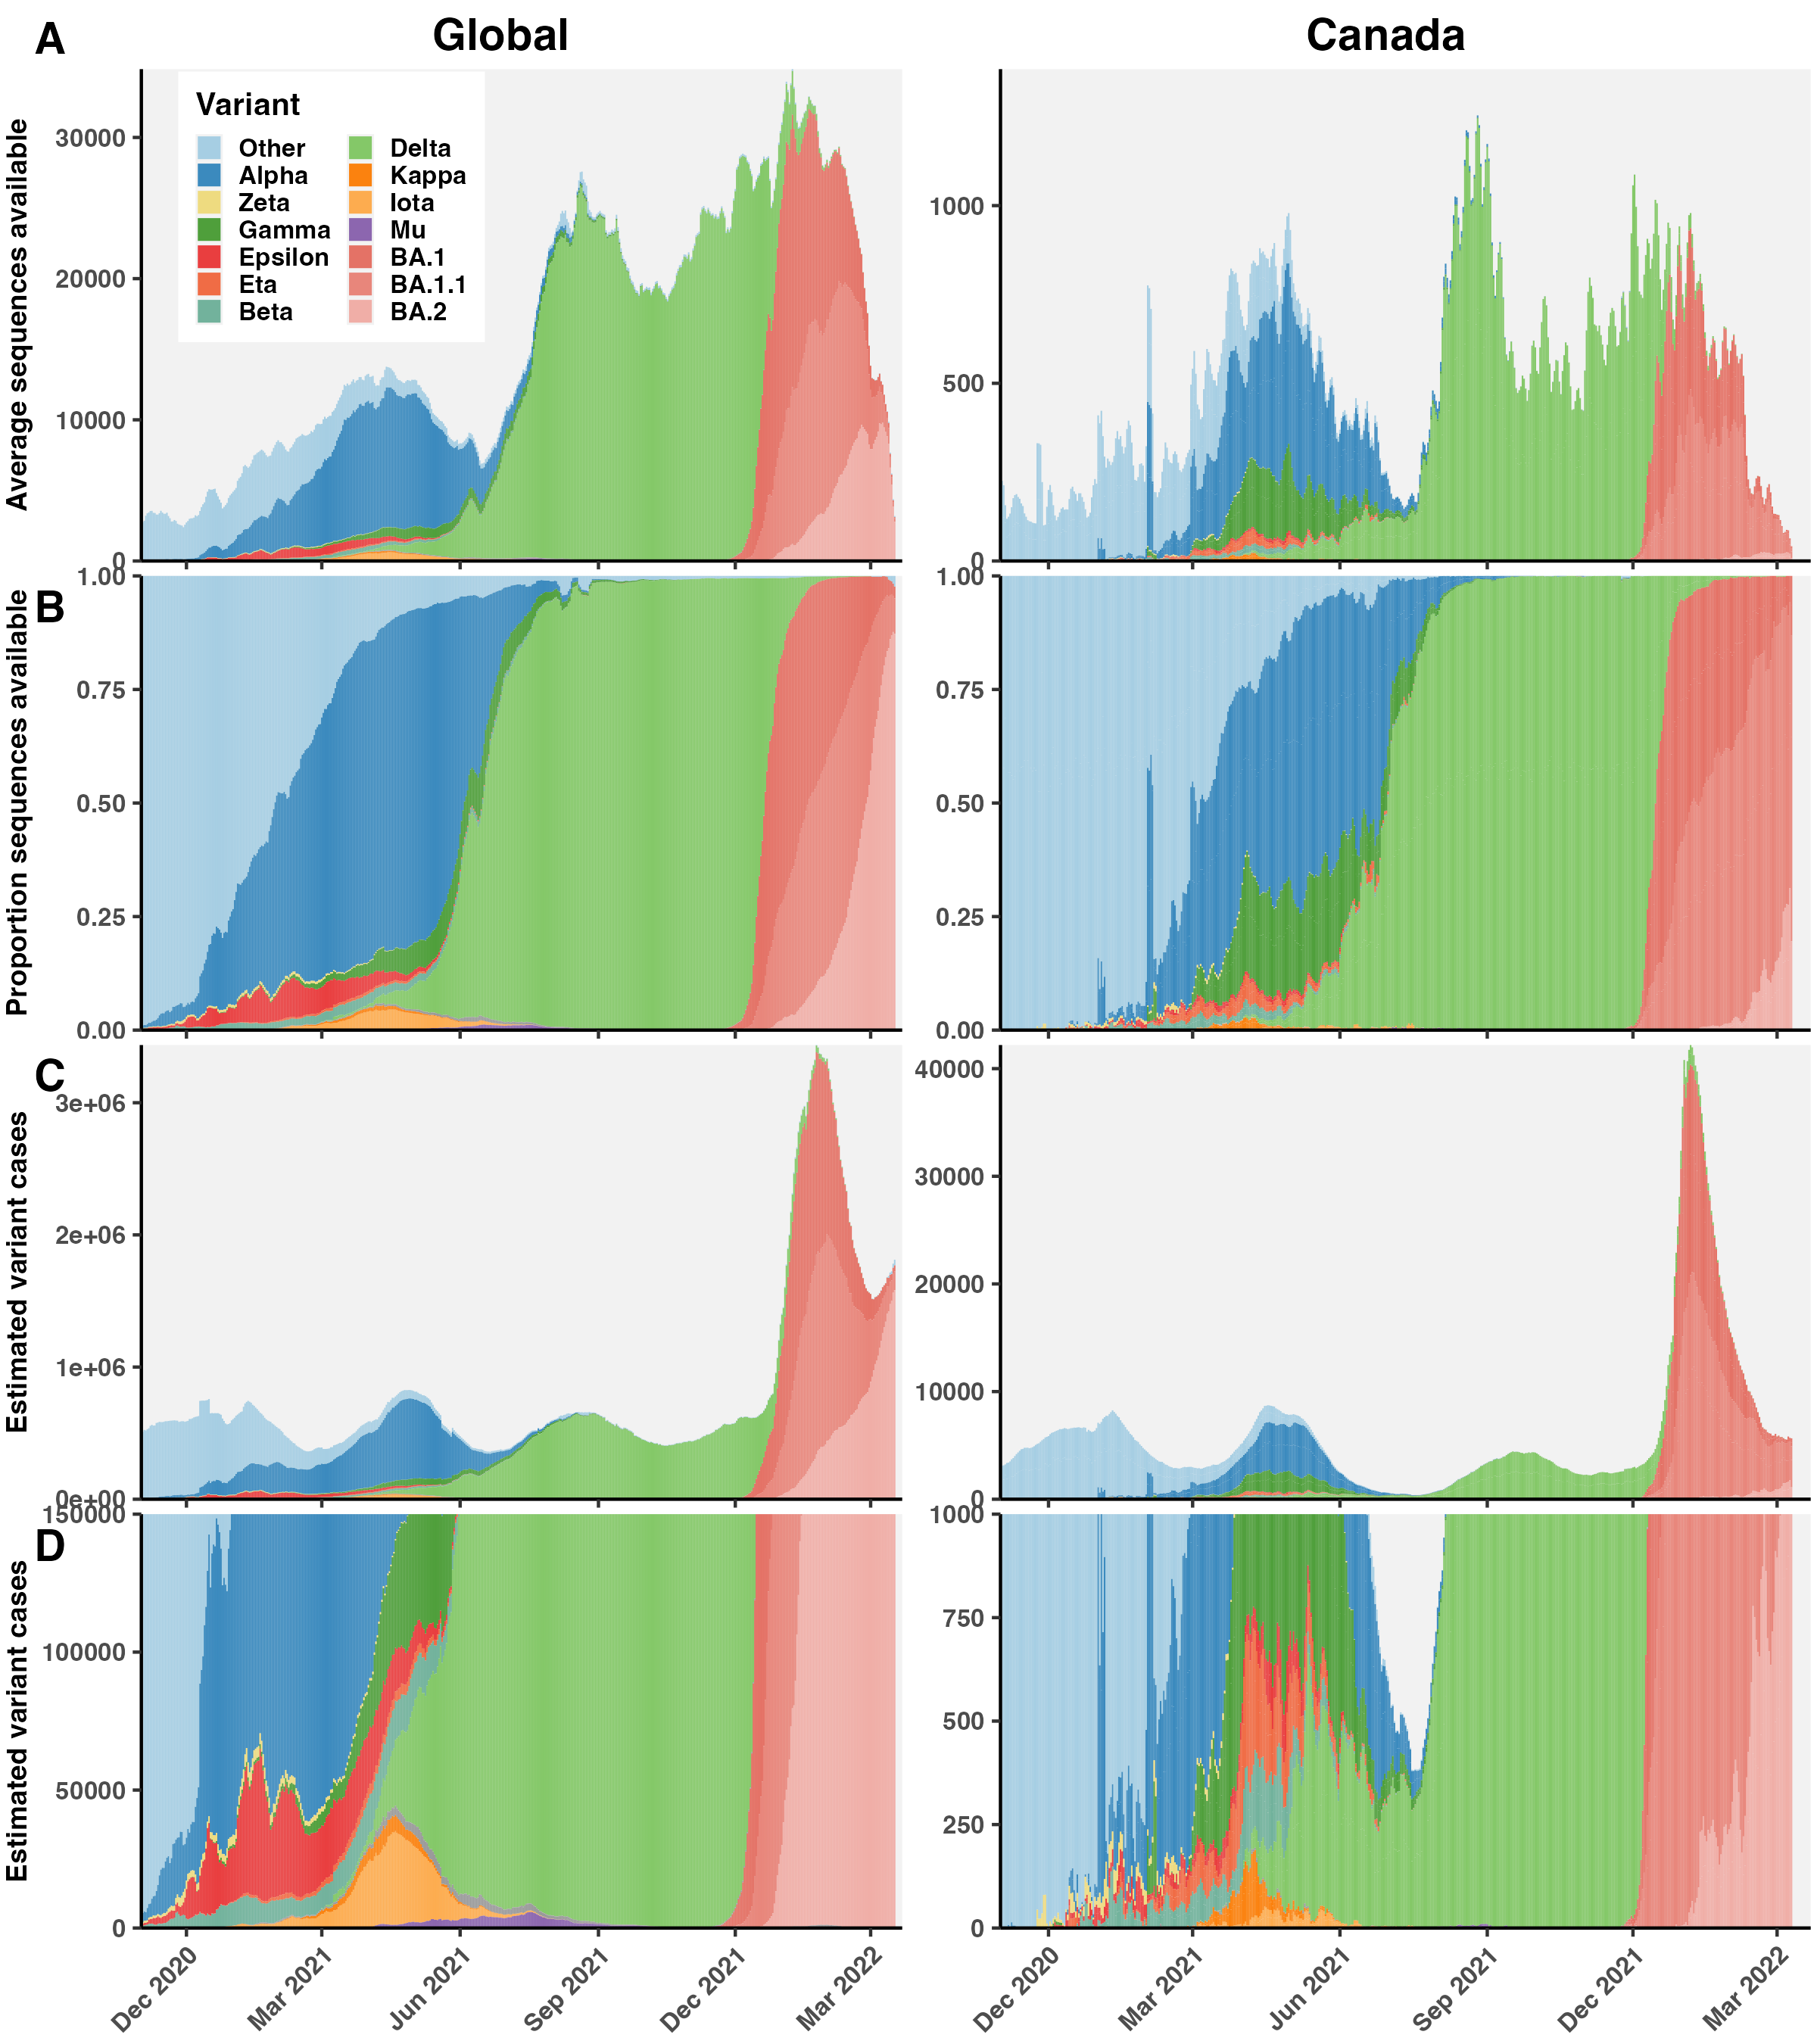 A
Global
Canada
Average sequences available
30000
20000
10000
0
Variant
Other
Alpha
Zeta
Gamma
Epsilon
Eta
Beta
Delta
Kappa
Iota
Mu
BA.1
BA.1.1
BA.2
1000
500
0
B
Proportion sequences available
1.00
0.75
0.50
0.25
0.00
1.00
0.75
0.50
0.25
0.00
C
Estimated variant cases
3e+06
2e+06
1e+06
0e+00
40000
30000
20000
10000
0
D
Estimated variant cases
150000
100000
50000
0
1000
750
500
250
0
Dec 2020
Mar 2021
Jun 2021
Sep 2021
Dec 2021
Mar 2022
Dec 2020
Mar 2021
Jun 2021
Sep 2021
Dec 2021
Mar 2022